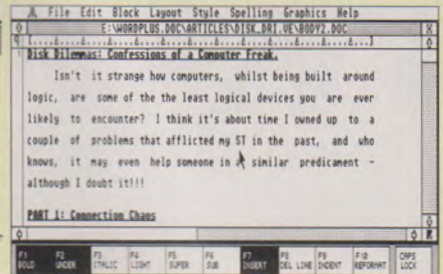 File Edit Block Layout Style Spelling Graphics Help
E:\WORDPLUS.DOC\ARTICLES\DISK_DRI.VE\BODY2.DOC
Disk Dilemmas: Confessions of a Computer Freak.
Isn't it strange how computers, whilst being built around
logic, are some of the the least logical devices you are ever
likely to encounter? I think it's about time I owned up to a
couple of problems that afflicted my ST in the past, and who
knows, it may even help someone in a similar predicament -
although I doubt it!!!
PART 1: Connection Chaos
F1 F2 F3 F4 F5 F6 F7 F8 F9 F10 CAPS
BOLD UNDER ITALIC LIGHT SUPER SUB INSERT DEL LINE INDENT REFORMAT LOCK